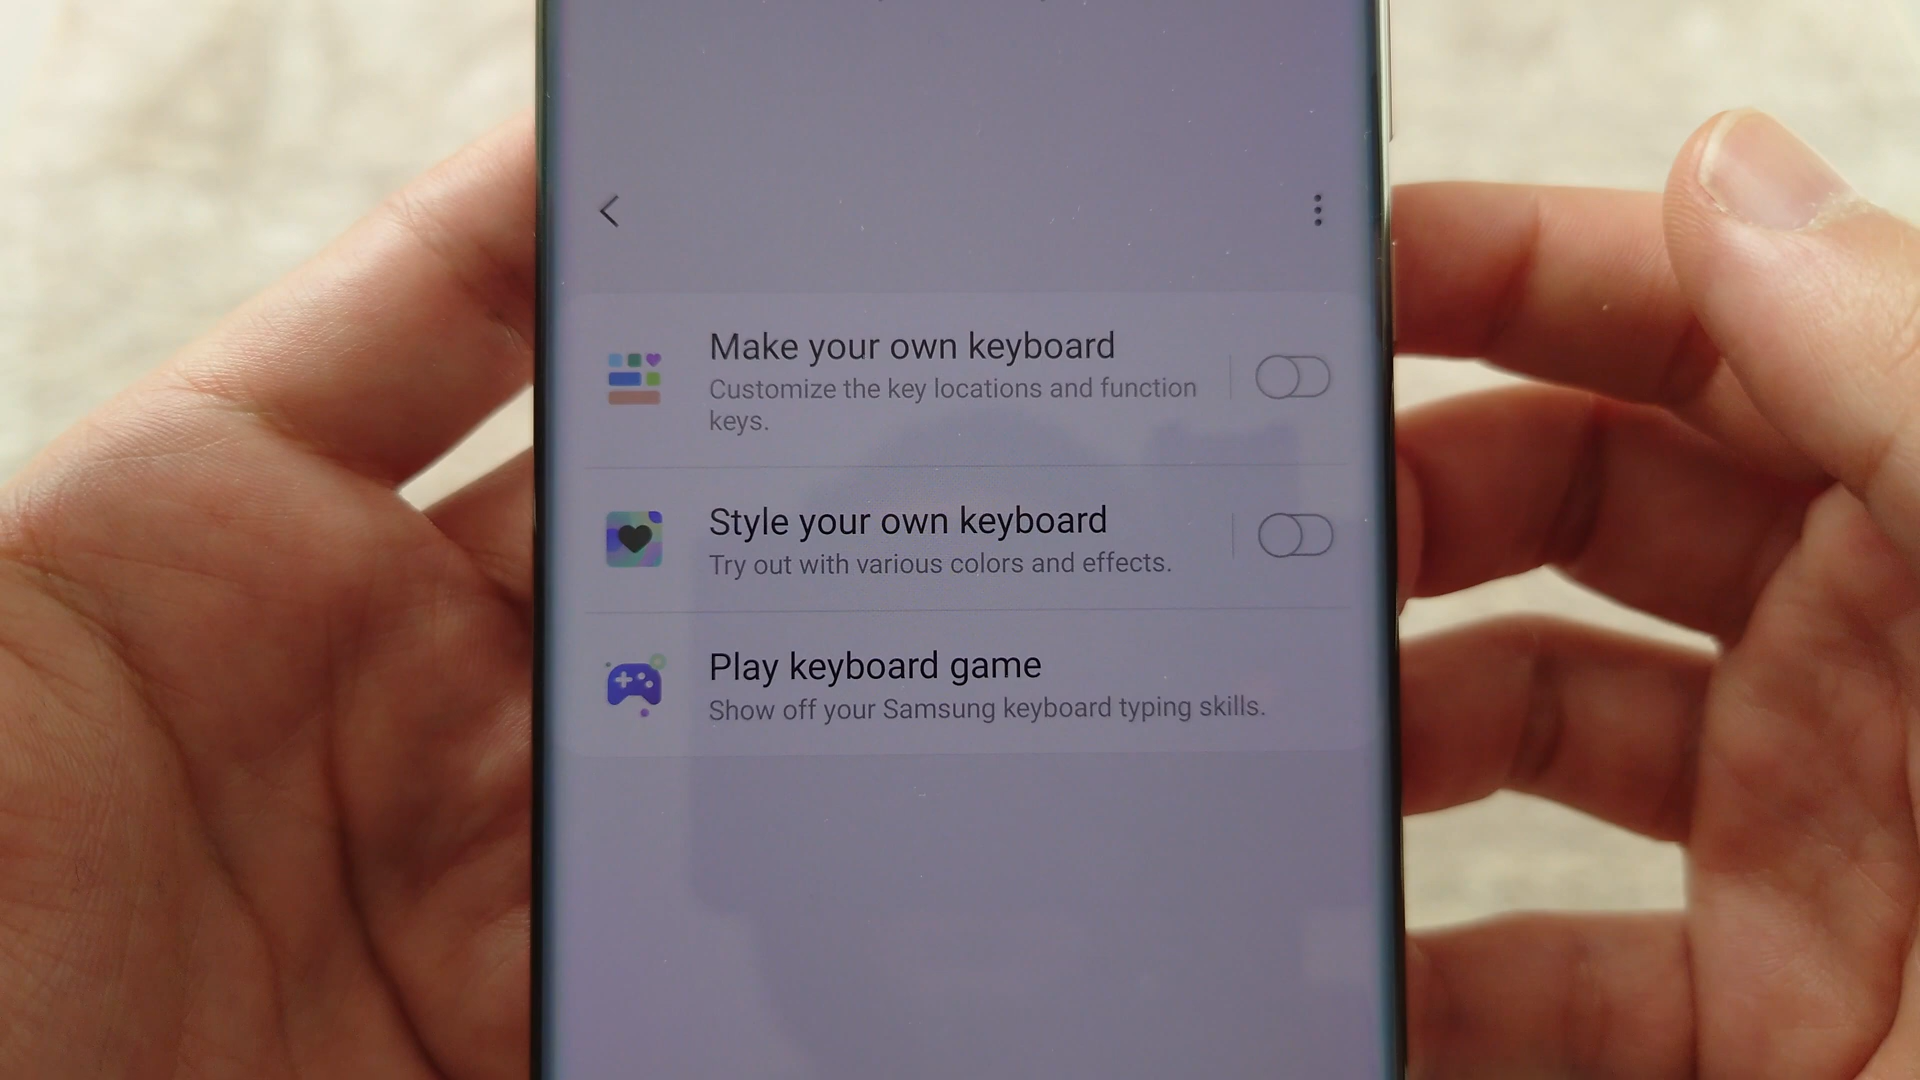 Make your own keyboard
Customize the key locations and function
keys.
Style your own keyboard
Try out with various colors and effects.
Play keyboard game
Show off your Samsung keyboard typing skills.